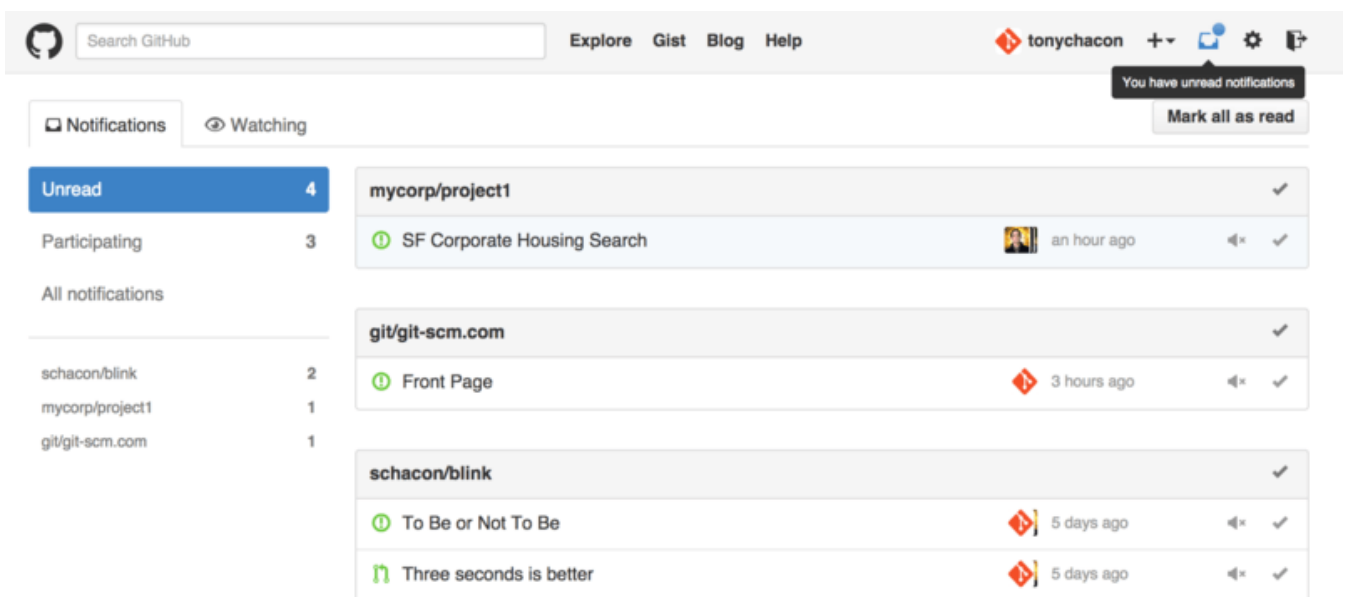 Search GitHub Explore Gist Blog Help tonychacon
You have unread notifications
Notifications Watching Mark all as read
Unread 4
Participating 3
All notifications
schacon/blink 2
mycorp/project1 1
git/git-scm.com 1
mycorp/project1
SF Corporate Housing Search an hour ago
git/git-scm.com
Front Page 3 hours ago
schacon/blink
To Be or Not To Be 5 days ago
Three seconds is better 5 days ago